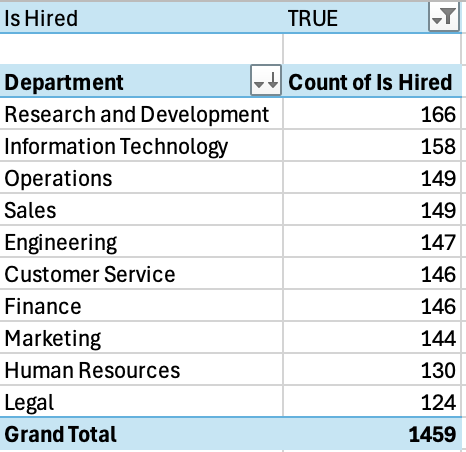 Is Hired TRUE
Department Count of Is Hired
Research and Development 166
Information Technology 158
Operations 149
Sales 149
Engineering 147
Customer Service 146
Finance 146
Marketing 144
Human Resources 130
Legal 124
Grand Total 1459